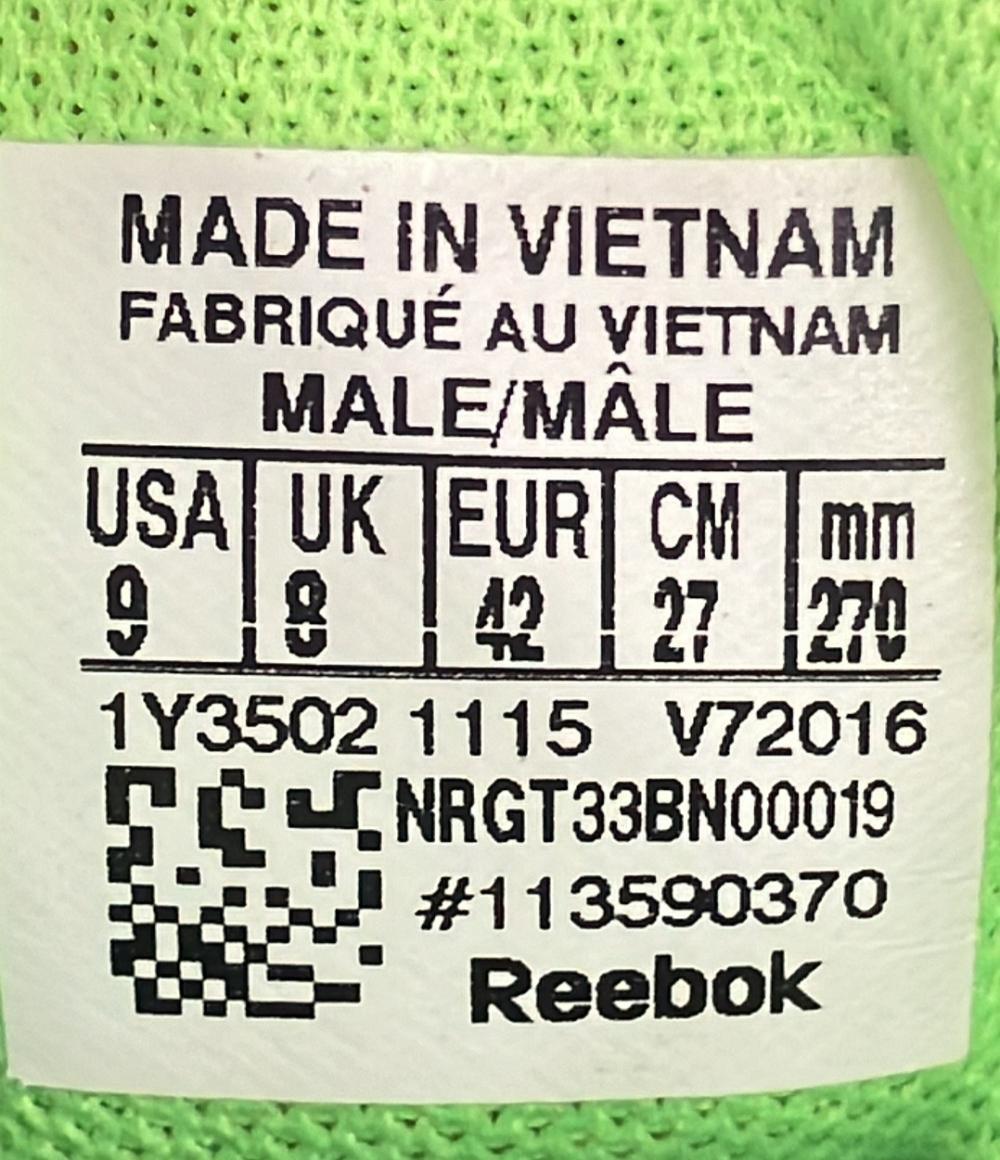 MADE IN VIETNAM
FABRIQUÉ AU VIETNAM
MALE/MÂLE
USA UK EUR CM mm
9 8 42 27 270
1Y3502 1115 V72016
NRGT33BN00019
#113590370
Reebok